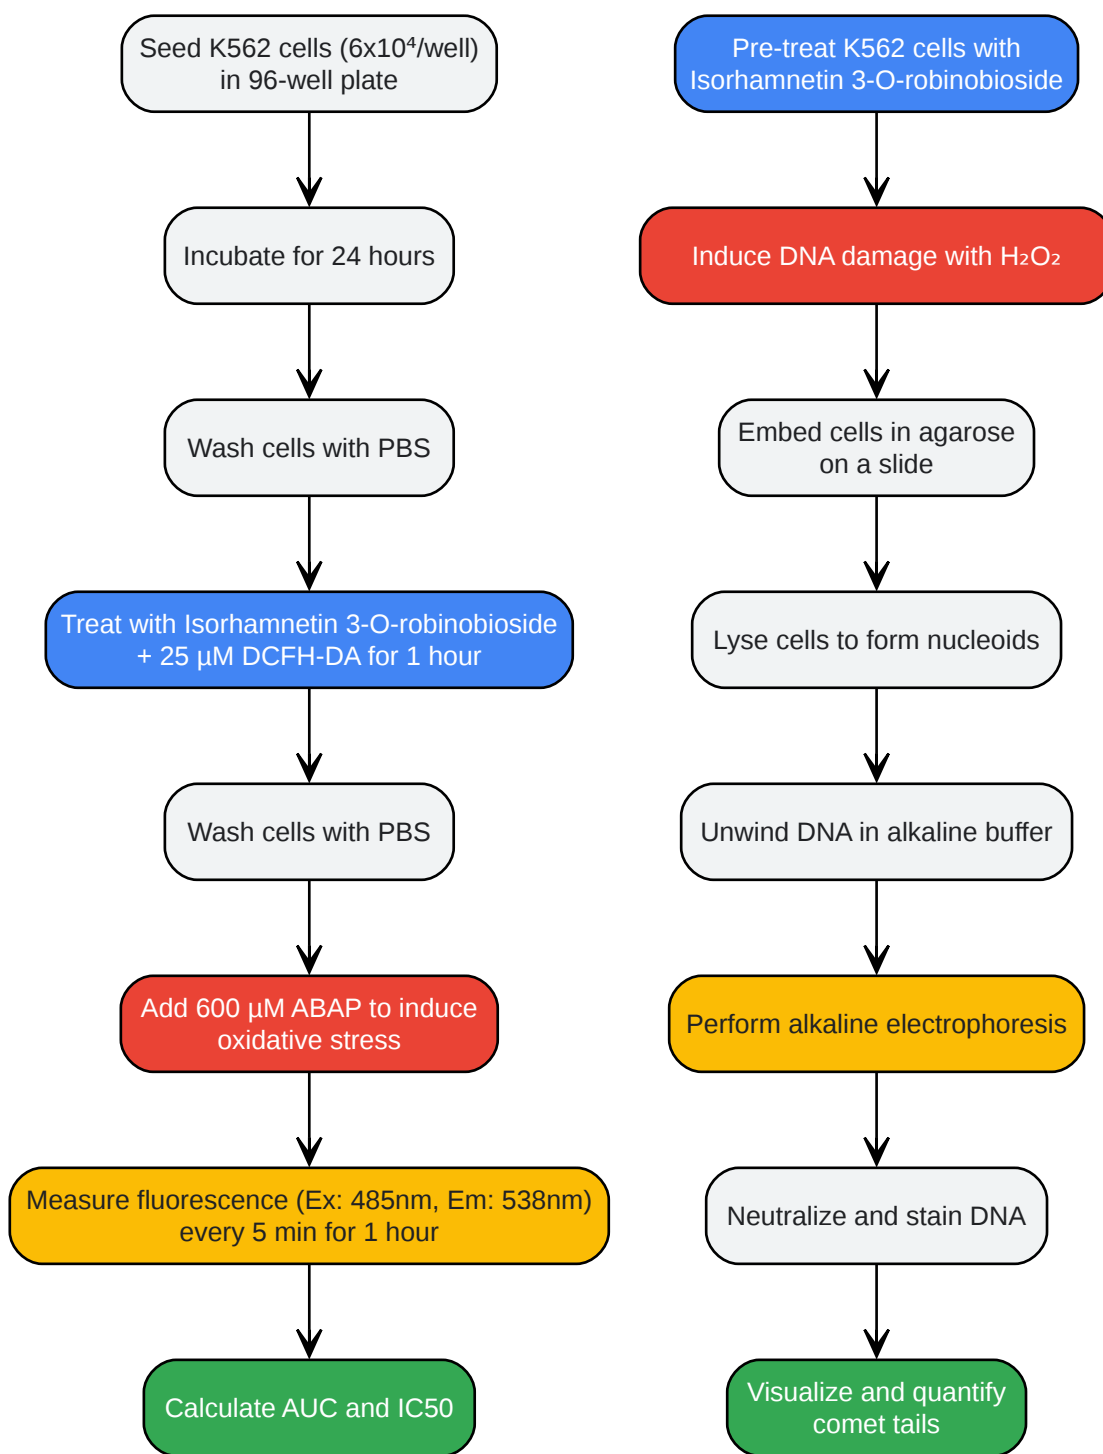 Seed K562 cells (6x10⁴/well)
in 96-well plate
Incubate for 24 hours
Wash cells with PBS
Treat with Isorhamnetin 3-O-robinobioside
+ 25 µM DCFH-DA for 1 hour
Wash cells with PBS
Add 600 µM ABAP to induce
oxidative stress
Measure fluorescence (Ex: 485nm, Em: 538nm)
every 5 min for 1 hour
Calculate AUC and IC50
Pre-treat K562 cells with
Isorhamnetin 3-O-robinobioside
Induce DNA damage with H₂O₂
Embed cells in agarose
on a slide
Lyse cells to form nucleoids
Unwind DNA in alkaline buffer
Perform alkaline electrophoresis
Neutralize and stain DNA
Visualize and quantify
comet tails